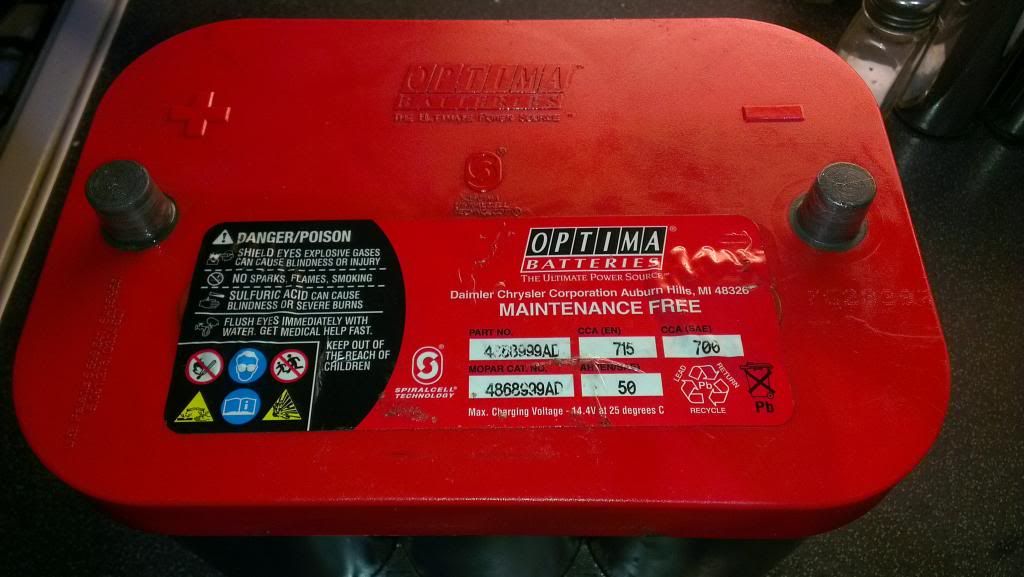 OPTIMA
BATTERIES
THE ULTIMATE POWER SOURCE™
DANGER/POISON
SHIELD EYES EXPLOSIVE GASES
CAN CAUSE BLINDNESS OR INJURY
NO SPARKS, FLAMES, SMOKING
SULFURIC ACID CAN CAUSE
BLINDNESS OR SEVERE BURNS
FLUSH EYES IMMEDIATELY WITH
WATER. GET MEDICAL HELP FAST.
KEEP OUT OF
THE REACH OF
CHILDREN
SPIRALCELL®
TECHNOLOGY
OPTIMA®
BATTERIES
THE ULTIMATE POWER SOURCE
Daimler Chrysler Corporation Auburn Hills, MI 48326
MAINTENANCE FREE
PART NO. CCA (EN) CCA (SAE)
4868999AD 715 700
MOPAR CAT. NO.
4868999AD 50
Max. Charging Voltage - 14.4V at 25 degrees C
LEAD
RETURN
Pb
RECYCLE
Pb